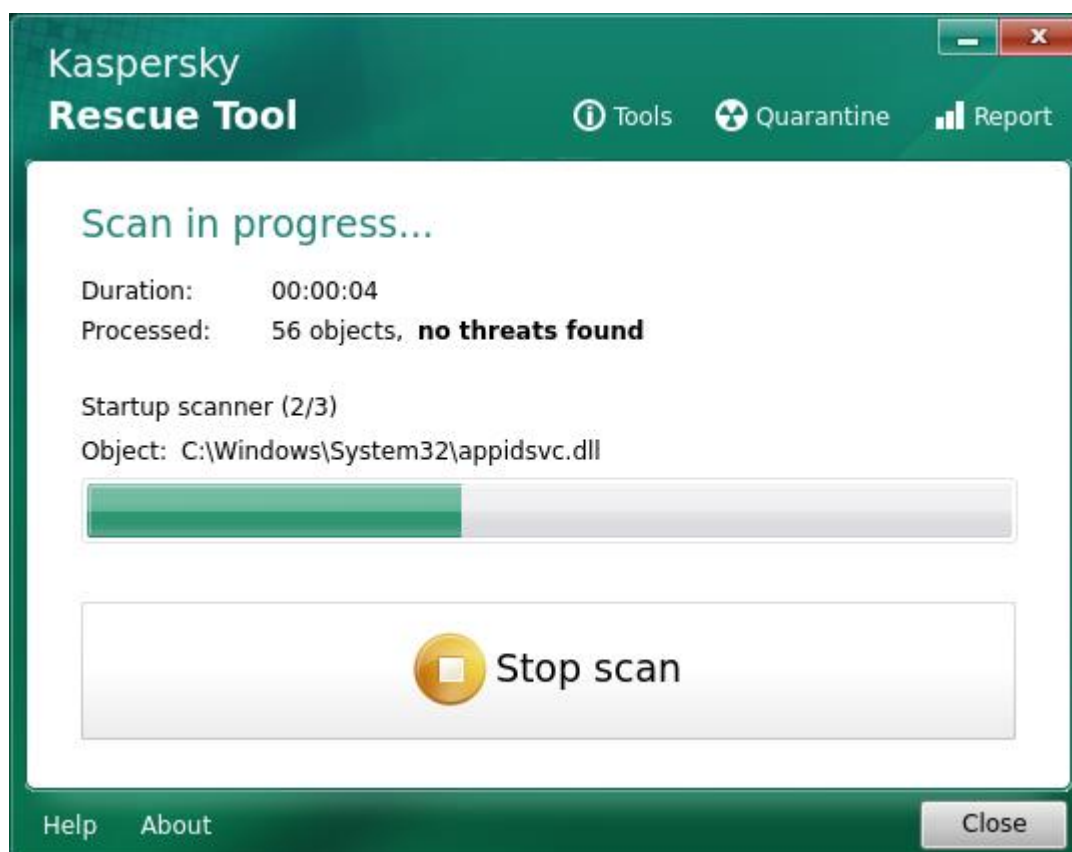 Kaspersky
Rescue Tool
Tools Quarantine Report
Scan in progress...
Duration: 00:00:04
Processed: 56 objects, no threats found
Startup scanner (2/3)
Object: C:\Windows\System32\appidsvc.dll
Stop scan
Help About Close